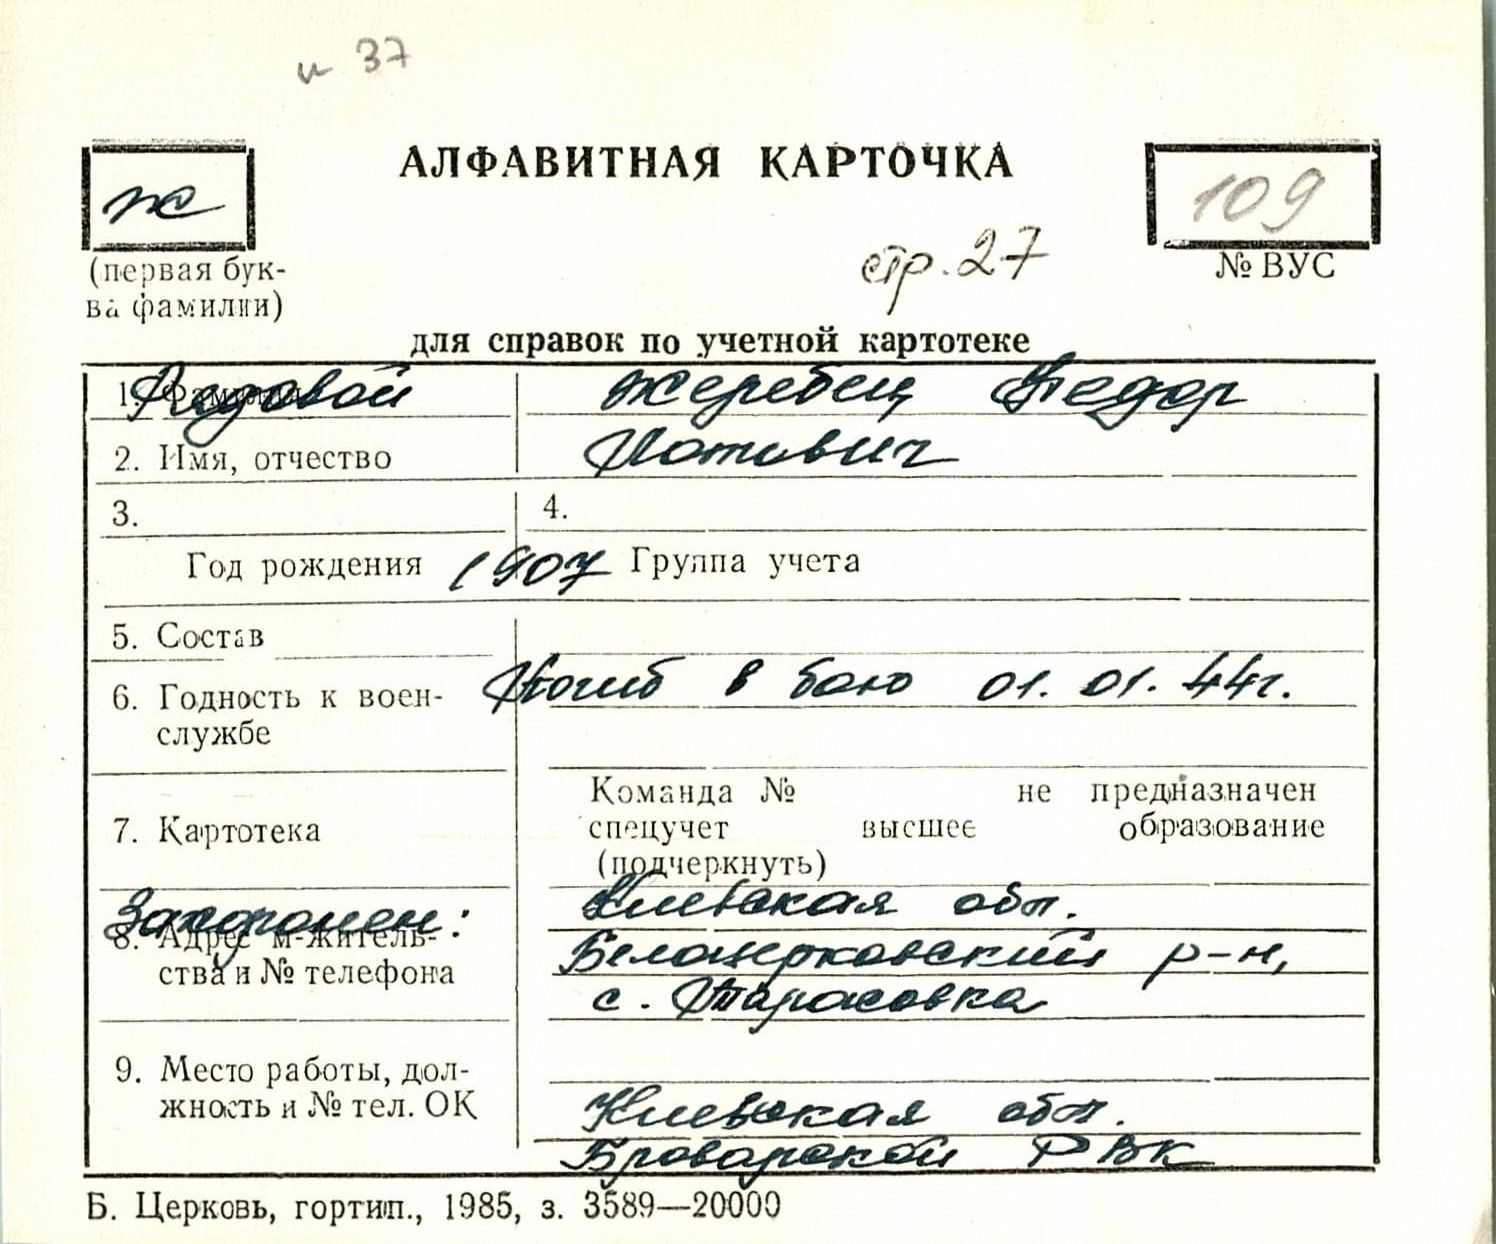 и 37
АЛФАВИТНАЯ КАРТОЧКА
ж
109
(первая бук-
ва фамилии)
стр. 27
№ ВУС
для справок по учетной картотеке
1. Фамилия Рядовой Жеребец Федор
2. Имя, отчество Потович
3. 4.
Год рождения 1907 Группа учета
5. Состав
6. Годность к воен- Погиб в бою 01. 01. 44г.
службе
Команда № не предназначен
7. Картотека спецучет высшее образование
(подчеркнуть)
Захоронен: Киевская обл.
8. Адрес м-житель- Белоцерковский р-н,
ства и № телефона с. Тарасовка
9. Место работы, дол-
жность и № тел. ОК Киевская обл.
Броварской РВК
Б. Церковь, гортип., 1985, з. 3589—20000